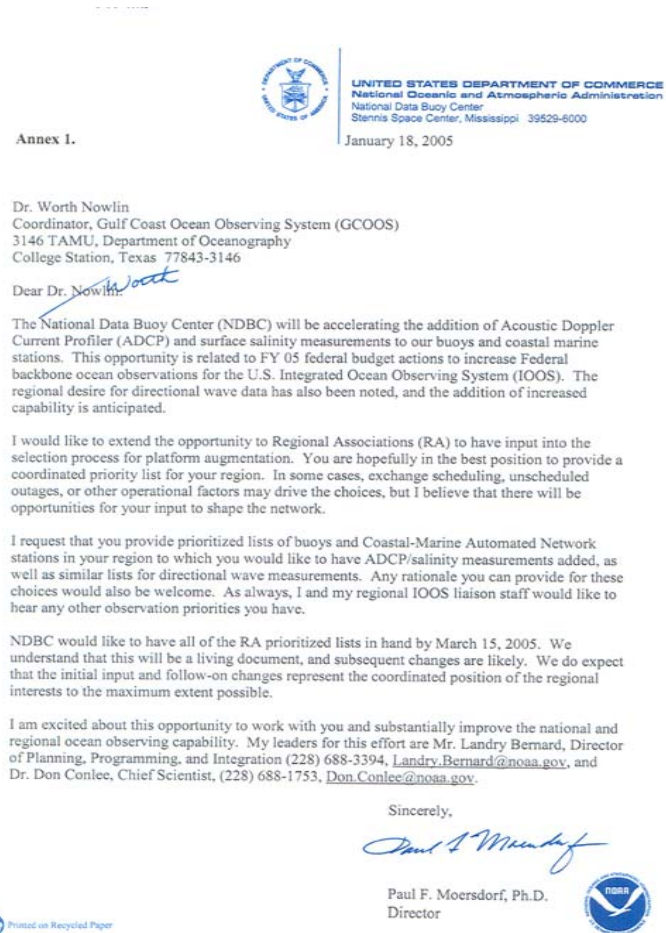 UNITED STATES DEPARTMENT OF COMMERCE
National Oceanic and Atmospheric Administration
National Data Buoy Center
Stennis Space Center, Mississippi 39529-6000
Annex 1.
January 18, 2005
Dr. Worth Nowlin
Coordinator, Gulf Coast Ocean Observing System (GCOOS)
3146 TAMU, Department of Oceanography
College Station, Texas 77843-3146
Dear Dr. Nowlin: Worth
The National Data Buoy Center (NDBC) will be accelerating the addition of Acoustic Doppler
Current Profiler (ADCP) and surface salinity measurements to our buoys and coastal marine
stations. This opportunity is related to FY 05 federal budget actions to increase Federal
backbone ocean observations for the U.S. Integrated Ocean Observing System (IOOS). The
regional desire for directional wave data has also been noted, and the addition of increased
capability is anticipated.
I would like to extend the opportunity to Regional Associations (RA) to have input into the
selection process for platform augmentation. You are hopefully in the best position to provide a
coordinated priority list for your region. In some cases, exchange scheduling, unscheduled
outages, or other operational factors may drive the choices, but I believe that there will be
opportunities for your input to shape the network.
I request that you provide prioritized lists of buoys and Coastal-Marine Automated Network
stations in your region to which you would like to have ADCP/salinity measurements added, as
well as similar lists for directional wave measurements. Any rationale you can provide for these
choices would also be welcome. As always, I and my regional IOOS liaison staff would like to
hear any other observation priorities you have.
NDBC would like to have all of the RA prioritized lists in hand by March 15, 2005. We
understand that this will be a living document, and subsequent changes are likely. We do expect
that the initial input and follow-on changes represent the coordinated position of the regional
interests to the maximum extent possible.
I am excited about this opportunity to work with you and substantially improve the national and
regional ocean observing capability. My leaders for this effort are Mr. Landry Bernard, Director
of Planning, Programming, and Integration (228) 688-3394, Landry.Bernard@noaa.gov, and
Dr. Don Conlee, Chief Scientist, (228) 688-1753, Don.Conlee@noaa.gov.
Sincerely,
Paul F. Moersdorf, Ph.D.
Director
NOAA
Printed on Recycled Paper